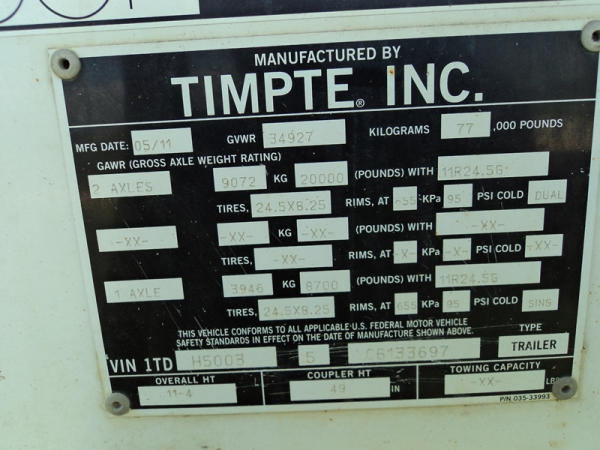 MANUFACTURED BY
TIMPTE® INC.
MFG DATE: 05/11 GVWR 34927 KILOGRAMS 77 ,000 POUNDS
GAWR (GROSS AXLE WEIGHT RATING)
2 AXLES 9072 KG 20000 (POUNDS) WITH 11R24.5G
TIRES, 24.5X8.25 RIMS, AT 655 KPa 95 PSI COLD DUAL
-XX- -XX- KG -XX- (POUNDS) WITH -XX-
TIRES, -XX- RIMS, AT -X- KPa -X- PSI COLD -XX-
1 AXLE 3946 KG 8700 (POUNDS) WITH 11R24.5G
TIRES, 24.5X8.25 RIMS, AT 655 KPa 95 PSI COLD SING
THIS VEHICLE CONFORMS TO ALL APPLICABLE U.S. FEDERAL MOTOR VEHICLE
SAFETY STANDARDS IN EFFECT ON THE DATE OF MANUFACTURE SHOWN ABOVE.
TYPE
TRAILER
VIN 1TD H5003 5
OVERALL HT COUPLER HT TOWING CAPACITY
11-4 49 IN -XX- LBS
P/N 035-33993